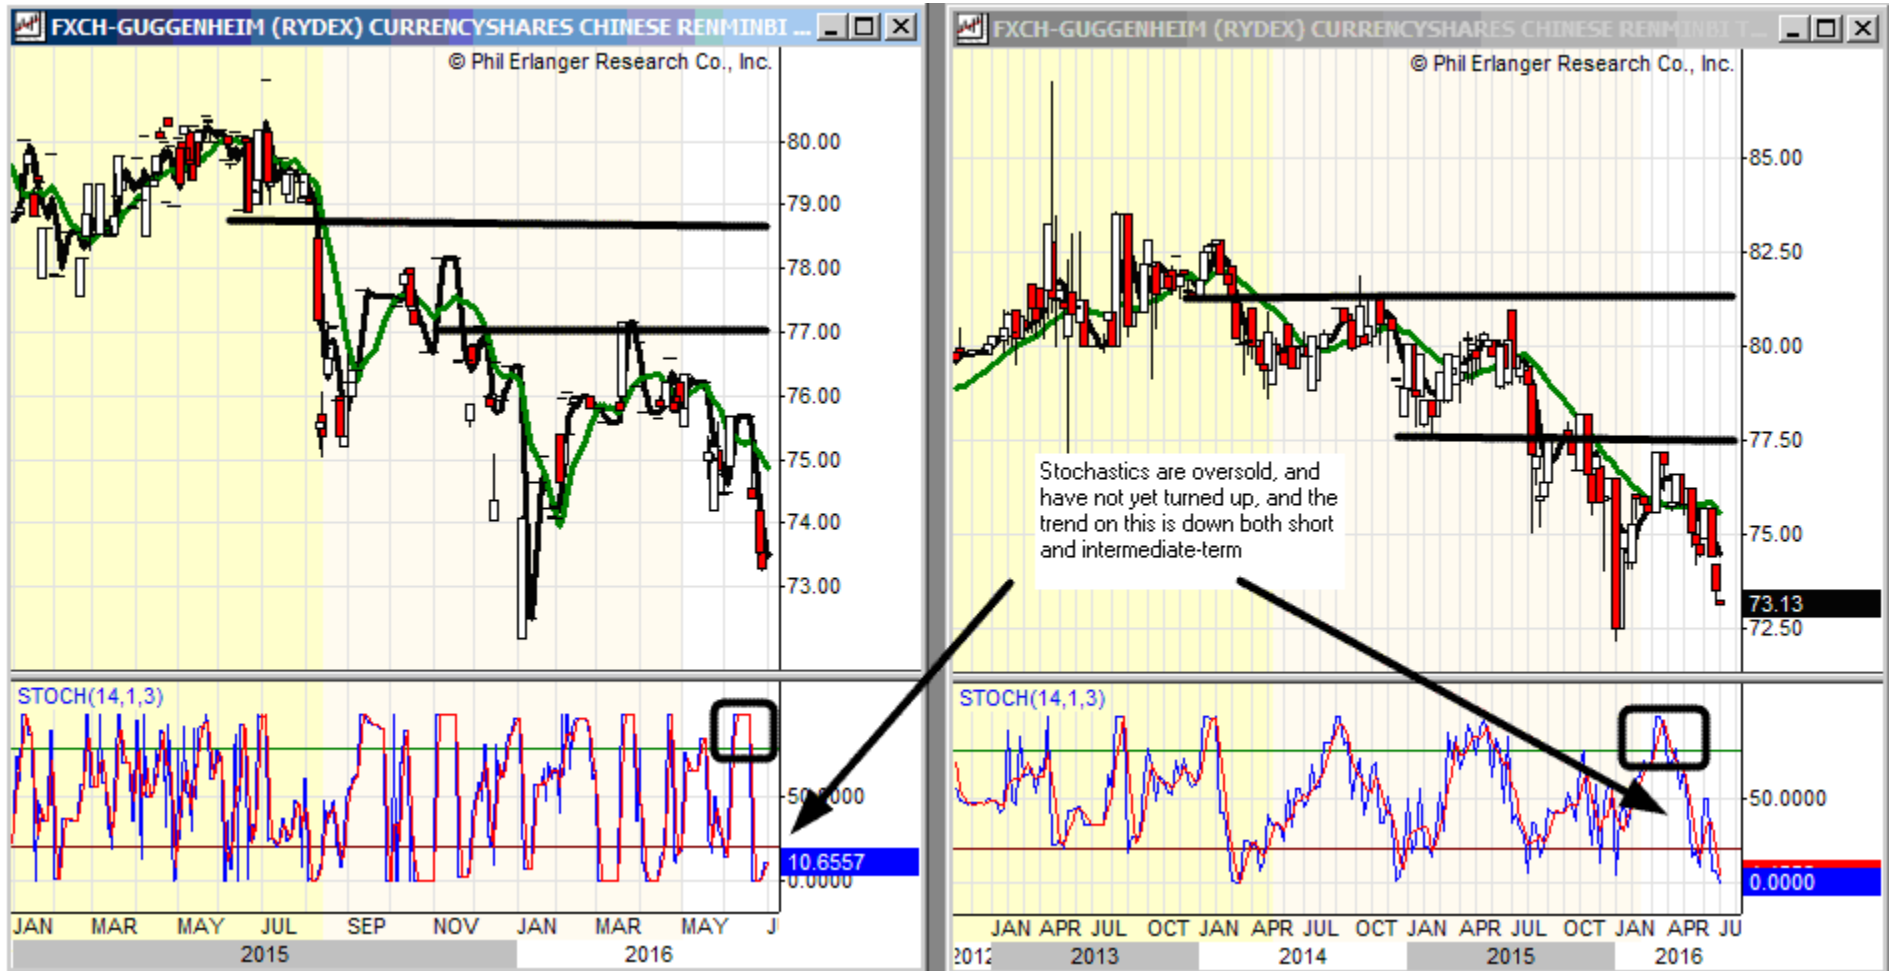 FXCH-GUGGENHEIM (RYDEX) CURRENCYSHARES CHINESE RENMINBI ...
© Phil Erlanger Research Co., Inc.
80.00
79.00
78.00
77.00
76.00
75.00
74.00
73.00
STOCH(14,1,3)
50.0000
10.6557
0.0000
JAN MAR MAY JUL SEP NOV JAN MAR MAY J
2015 2016
FXCH-GUGGENHEIM (RYDEX) CURRENCYSHARES CHINESE RENMINBI T...
© Phil Erlanger Research Co., Inc.
85.00
82.50
80.00
77.50
75.00
73.13
72.50
Stochastics are oversold, and
have not yet turned up, and the
trend on this is down both short
and intermediate-term
STOCH(14,1,3)
50.0000
0.0000
JAN APR JUL OCT JAN APR JUL OCT JAN APR JUL OCT JAN APR JU
2012 2013 2014 2015 2016